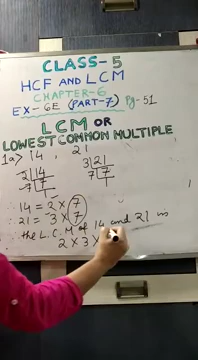 CLASS-5
HCF AND LCM
CHAPTER-6
EX-6E (PART-7) Pg-51
LCM OR
LOWEST COMMON MULTIPLE
1a> 14, 21
2|14 3|21
7|7 7|7
1 1
∴ 14 = 2 × 7
∴ 21 = 3 × 7
∴ the L.C.M of 14 and 21 is
2 × 3 ×